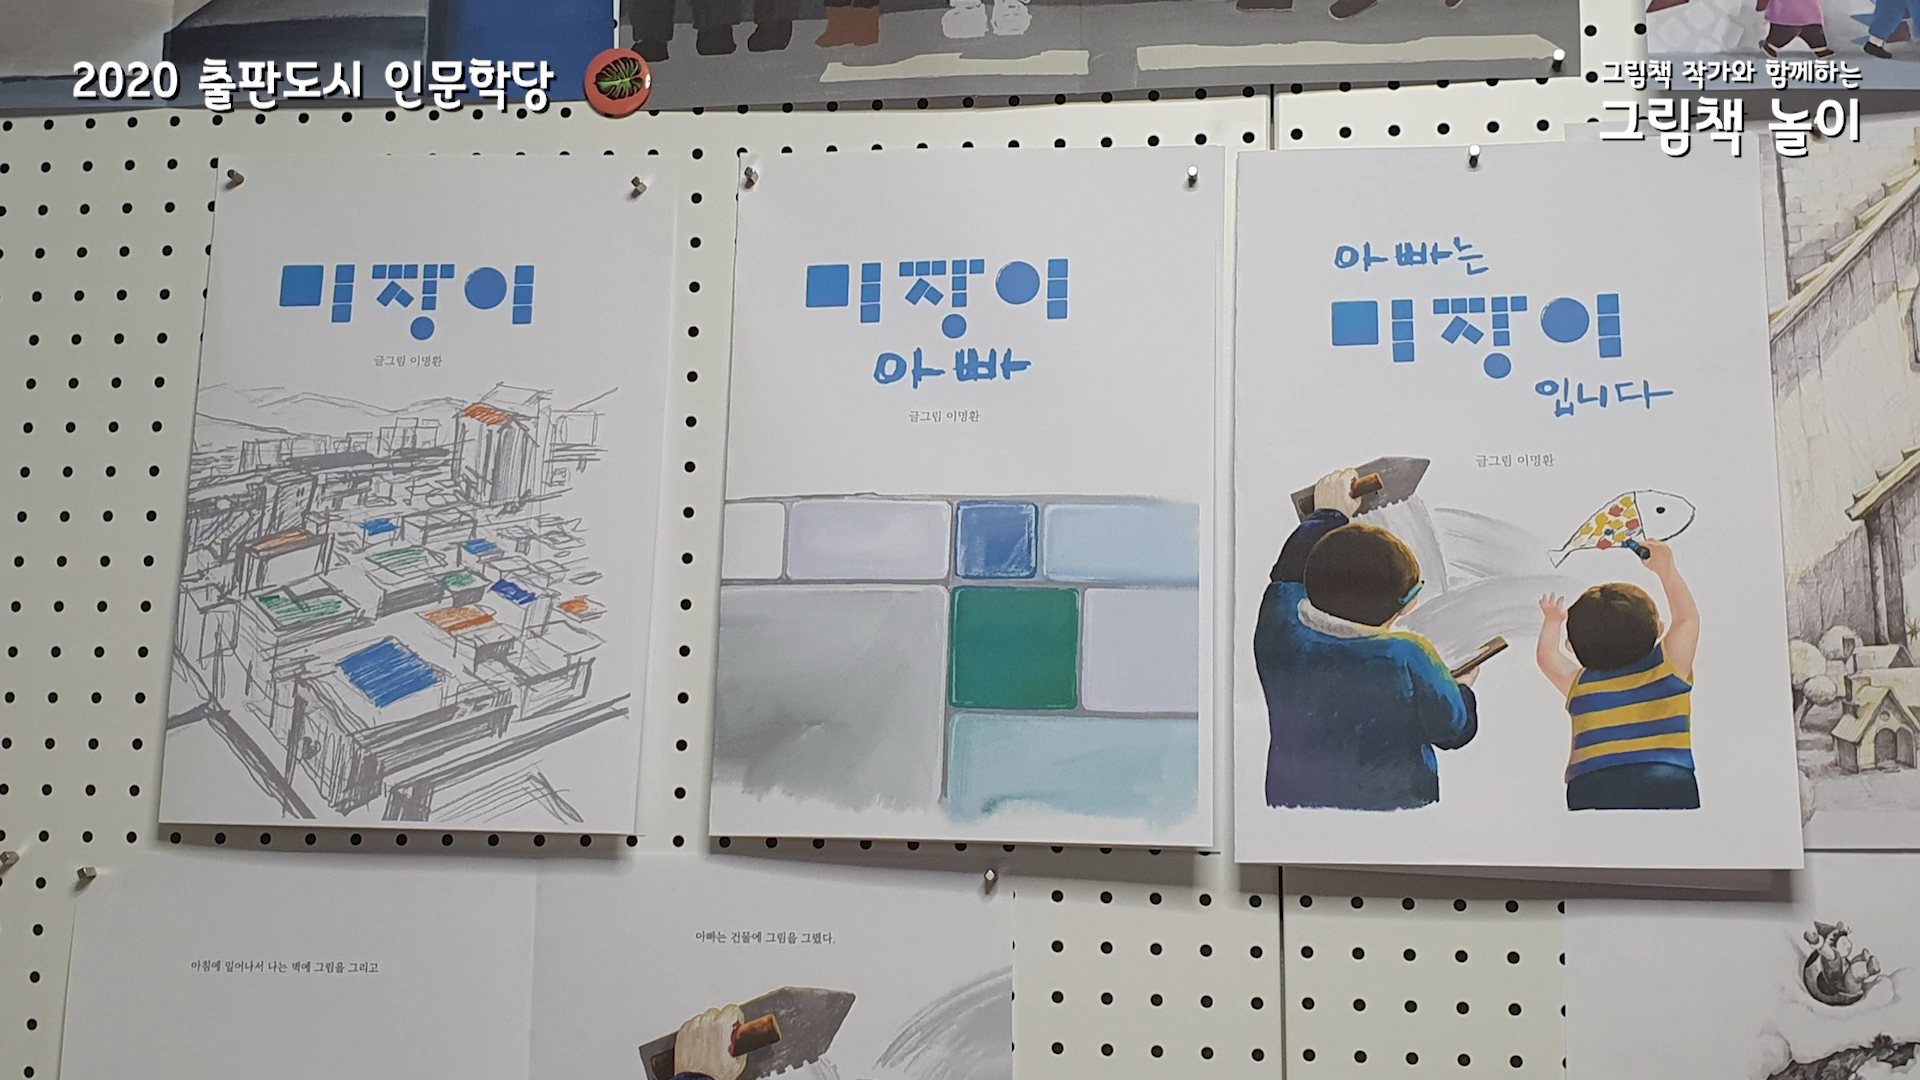 2020 출판도시 인문학당
그림책 작가와 함께하는
그림책 놀이
미장이
글그림 이명환
미장이
아빠
글그림 이명환
아빠는
미장이
입니다
글그림 이명환
아침에 일어나서 나는 벽에 그림을 그리고
아빠는 건물에 그림을 그렸다.